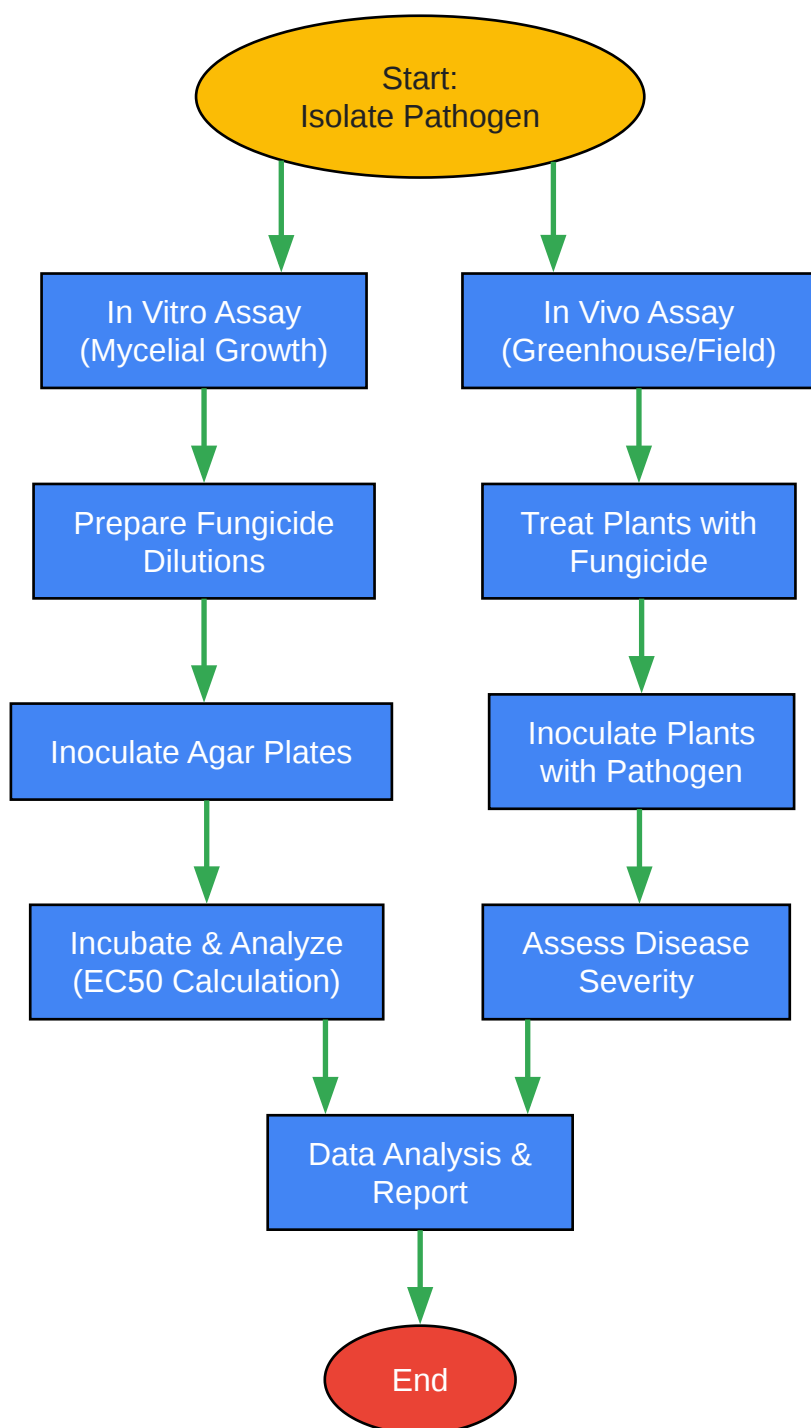 Start:
Isolate Pathogen
In Vitro Assay
(Mycelial Growth)
In Vivo Assay
(Greenhouse/Field)
Prepare Fungicide
Dilutions
Treat Plants with
Fungicide
Inoculate Agar Plates
Inoculate Plants
with Pathogen
Incubate & Analyze
(EC50 Calculation)
Assess Disease
Severity
Data Analysis &
Report
End